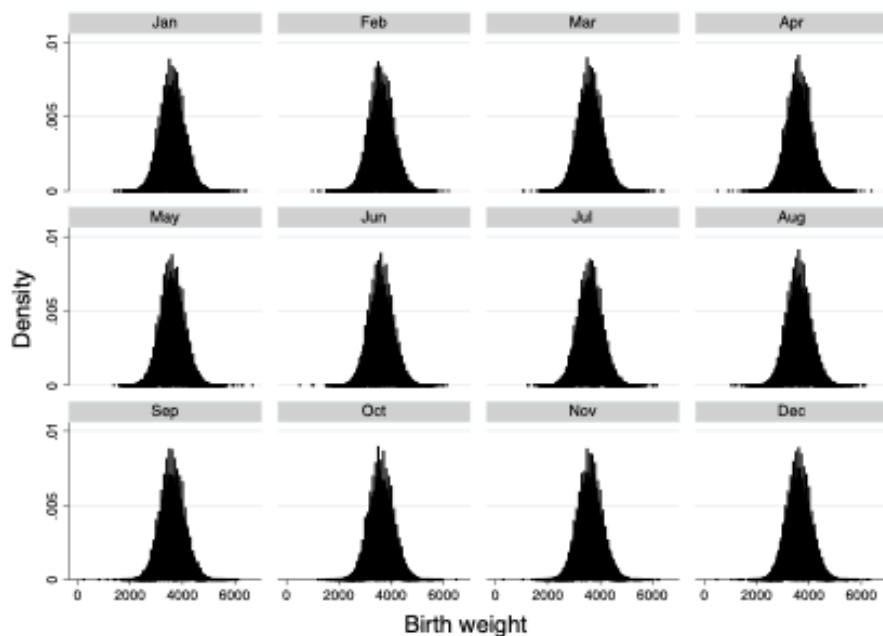 Jan Feb Mar Apr
.01
.005
0
May Jun Jul Aug
.01
.005
0
Density
Sep Oct Nov Dec
.01
.005
0
0 2000 4000 6000 0 2000 4000 6000 0 2000 4000 6000 0 2000 4000 6000
Birth weight